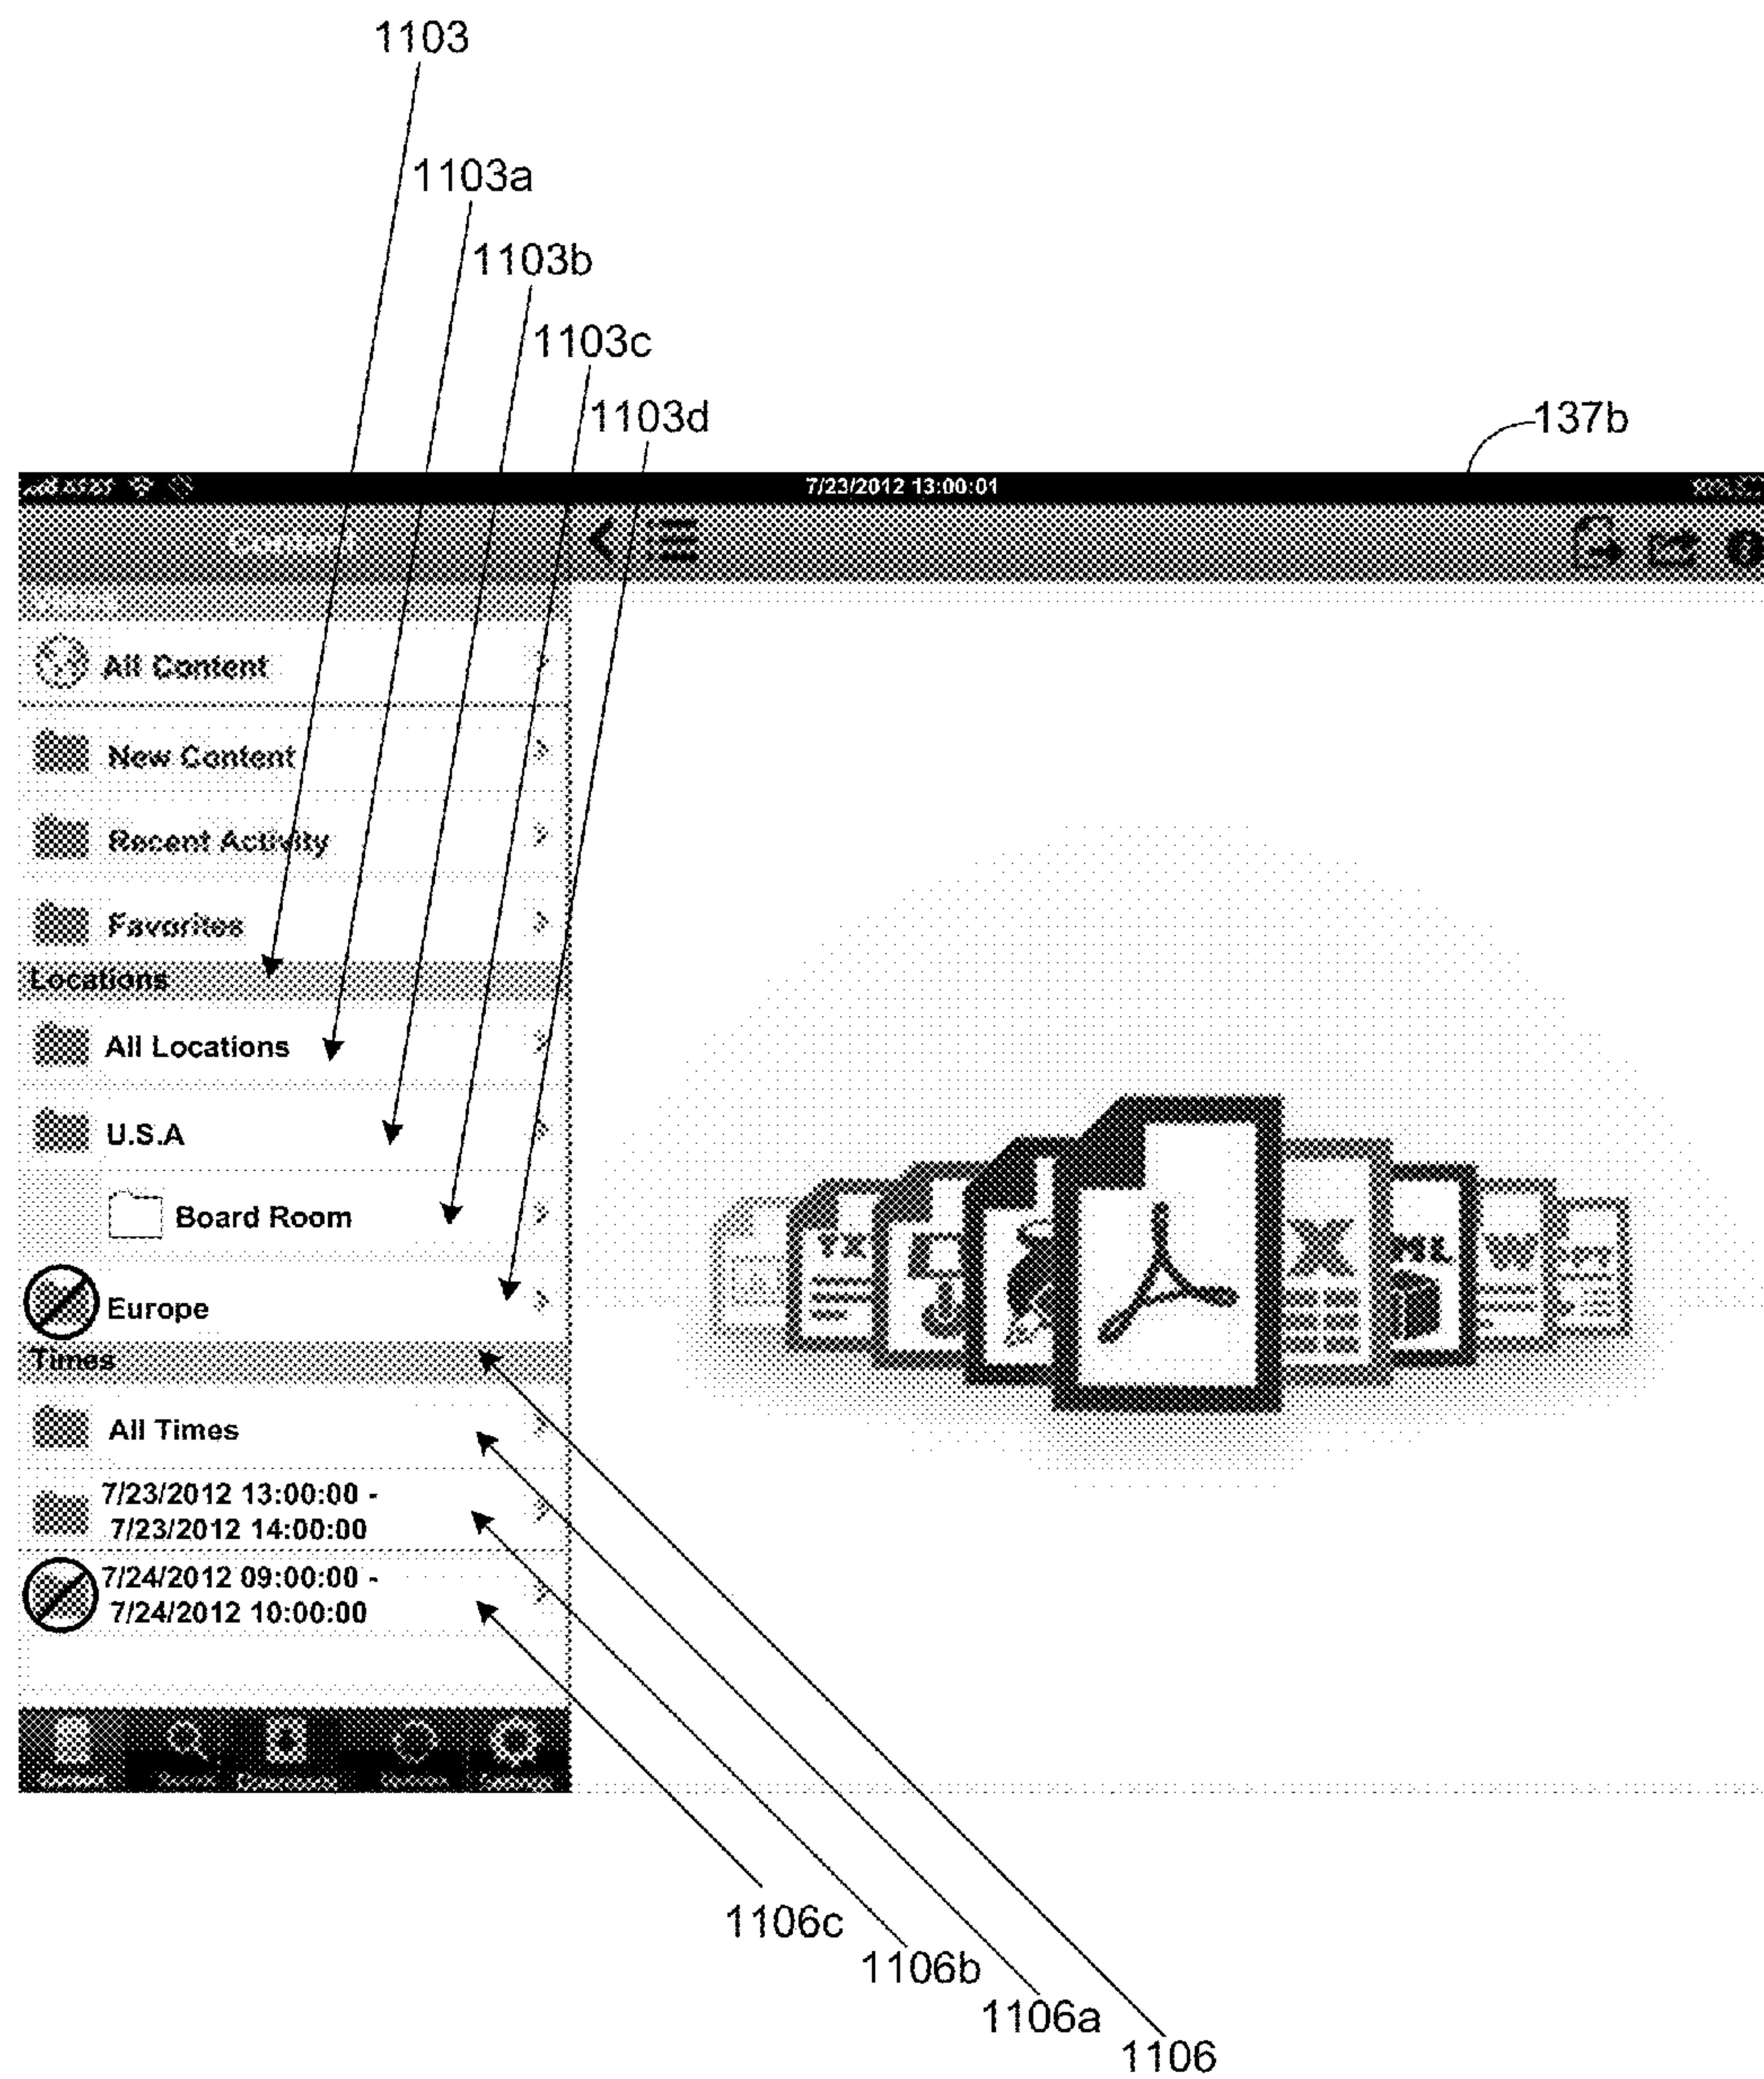 1103
1103a
1103b
1103c
1103d
137b
7/23/2012 13:00:01
Content
All Content
New Content
Recent Activity
Favorites
Locations
All Locations
U.S.A
Board Room
Europe
Times
All Times
7/23/2012 13:00:00 -
7/23/2012 14:00:00
7/24/2012 09:00:00 -
7/24/2012 10:00:00
1106c
1106b
1106a
1106